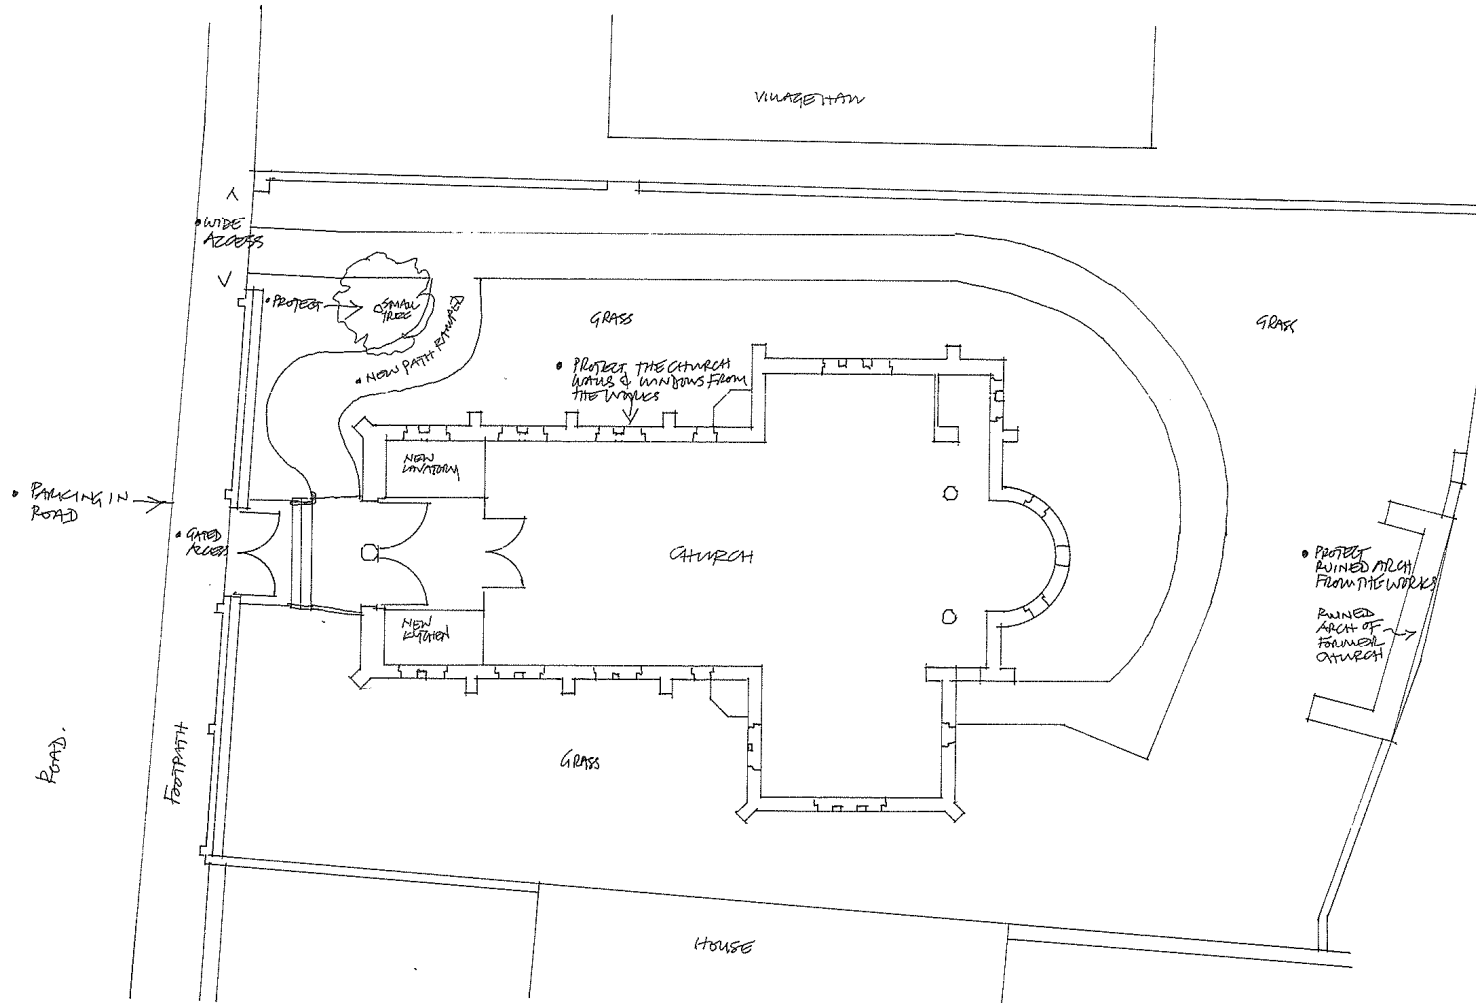 VILLAGE HALL
• WIDE
ACCESS
• PROTECT
SMALL
TREE
• NEW PATH RAMPED
GRASS
GRASS
• PROTECT THE CHURCH
WALLS & WINDOWS FROM
THE WORKS
NEW
LAVATORY
• PARKING IN
ROAD
• GATED
ACCESS
CHURCH
• PROTECT
RUINED ARCH
FROM THE WORKS
RUINED
ARCH OF
FORMER
CHURCH
NEW
KITCHEN
ROAD.
FOOTPATH
GRASS
HOUSE